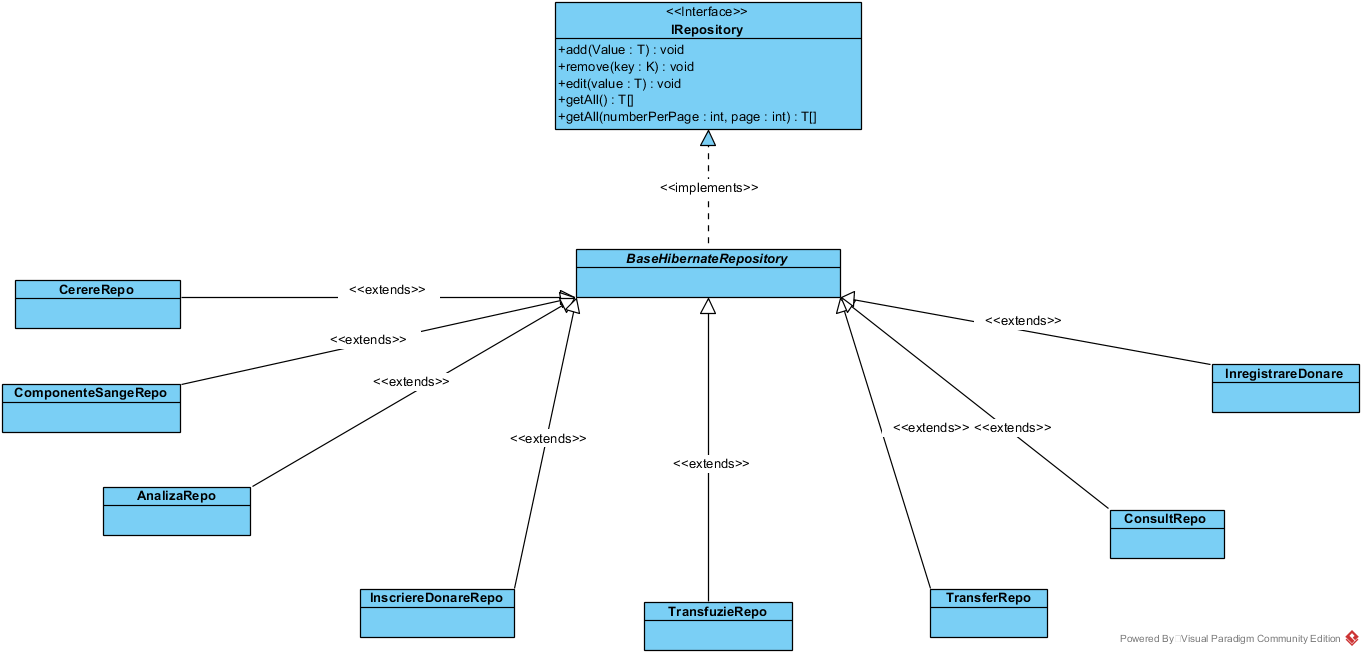 <<Interface>>
IRepository
+add(Value : T) : void
+remove(key : K) : void
+edit(value : T) : void
+getAll() : T[]
+getAll(numberPerPage : int, page : int) : T[]
<<implements>>
BaseHibernateRepository
CerereRepo
<<extends>>
<<extends>>
<<extends>>
InregistrareDonare
ComponenteSangeRepo
<<extends>>
<<extends>>
<<extends>>
<<extends>>
<<extends>>
AnalizaRepo
ConsultRepo
InscriereDonareRepo
TransfuzieRepo
TransferRepo
Powered By Visual Paradigm Community Edition